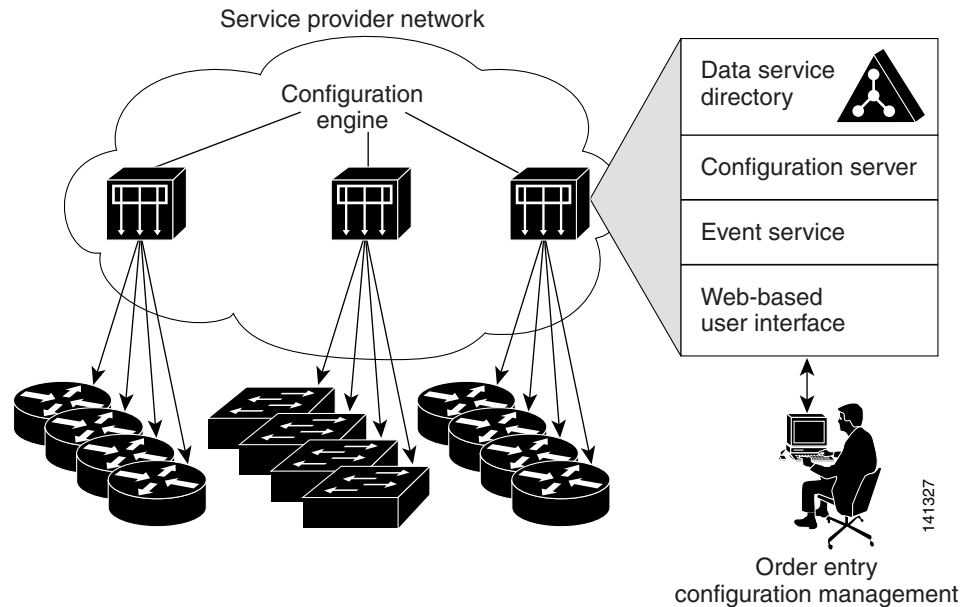 Service provider network
Configuration
engine
Data service
directory
Configuration server
Event service
Web-based
user interface
141327
Order entry
configuration management